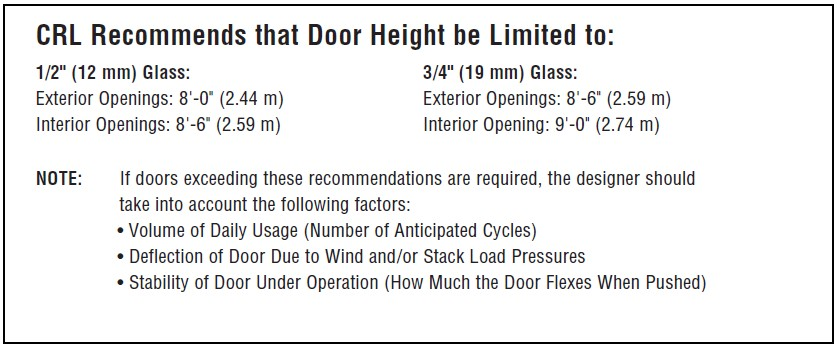 CRL Recommends that Door Height be Limited to:
1/2" (12 mm) Glass:
Exterior Openings: 8'-0" (2.44 m)
Interior Openings: 8'-6" (2.59 m)
3/4" (19 mm) Glass:
Exterior Openings: 8'-6" (2.59 m)
Interior Opening: 9'-0" (2.74 m)
NOTE: If doors exceeding these recommendations are required, the designer should
take into account the following factors:
• Volume of Daily Usage (Number of Anticipated Cycles)
• Deflection of Door Due to Wind and/or Stack Load Pressures
• Stability of Door Under Operation (How Much the Door Flexes When Pushed)